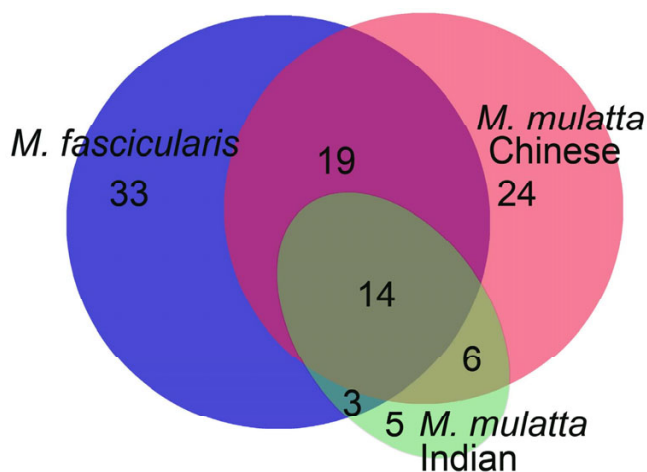 M. fascicularis
33
19
M. mulatta
Chinese
24
14
6
3
5 M. mulatta
Indian